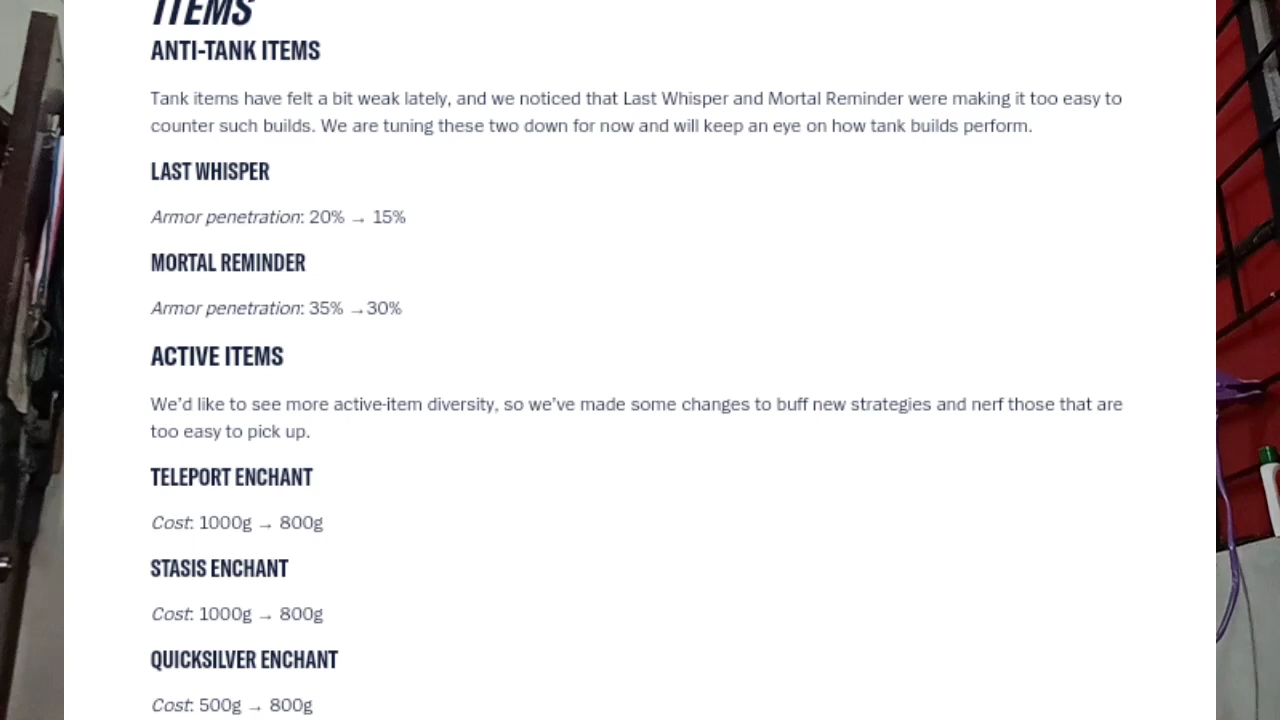 ITEMS
ANTI-TANK ITEMS
Tank items have felt a bit weak lately, and we noticed that Last Whisper and Mortal Reminder were making it too easy to
counter such builds. We are tuning these two down for now and will keep an eye on how tank builds perform.
LAST WHISPER
Armor penetration: 20% → 15%
MORTAL REMINDER
Armor penetration: 35% →30%
ACTIVE ITEMS
We’d like to see more active-item diversity, so we’ve made some changes to buff new strategies and nerf those that are
too easy to pick up.
TELEPORT ENCHANT
Cost: 1000g → 800g
STASIS ENCHANT
Cost: 1000g → 800g
QUICKSILVER ENCHANT
Cost: 500g → 800g